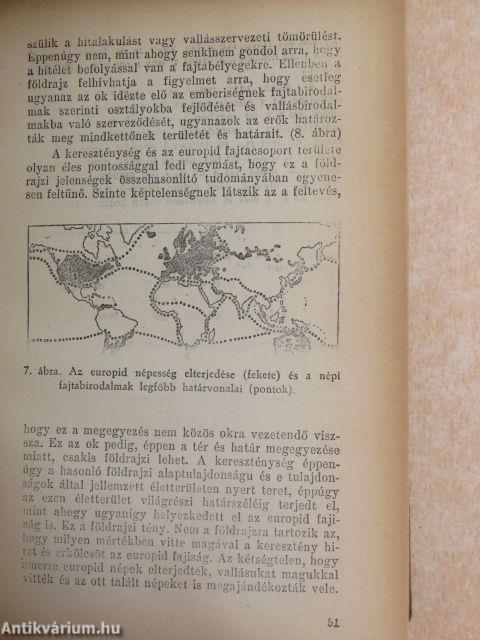 szülik a hitalakulást vagy vallásszervezeti tömörülést.
Éppenúgy nem, mint ahogy senkinem gondol arra, hogy
a hitélet befolyással van a fajtabélyegekre. Ellenben a
földrajz felhívhatja a figyelmet arra, hogy esetleg
ugyanaz az ok idézte elő az emberiségnek fajtabirodal-
mak szerinti osztályokba fejlődését és vallásbirodal-
makba való szerveződését, ugyanazok az erők határoz-
ták meg mindkettőnek területét és határait. (8. ábra)
A kereszténység és az europid fajtacsoport területe
olyan éles pontossággal fedi egymást, hogy ez a föld-
rajzi jelenségek összehasonlító tudományában egyene-
sen feltűnő. Szinte képtelenségnek látszik az a feltevés,
7. ábra. Az europid népesség elterjedése (fekete) és a népi
fajtabirodalmak legfőbb határvonalai (pontok).
hogy ez a megegyezés nem közös okra vezetendő visz-
sza. Ez az ok pedig, éppen a tér és határ megegyezése
miatt, csakis földrajzi lehet. A kereszténység éppen-
úgy a hasonló földrajzi alaptulajdonságu és e tulajdon-
ságok által jellemzett életterületen nyert teret, éppúgy
az ezen életterület világrészi határszéléig terjedt el,
mint ahogy ugyanígy helyezkedett el az europid faji-
ság is. Ez a földrajzi tény. Nem a földrajzra tartozik az,
hogy milyen mértékben vitte magával a keresztény hi-
tet és erkölcsöt az europid fajiság. Az kétségtelen, hogy
amerre europid népek elterjedtek, vallásukat magukkal
vitték és az ott talált népeket is megajándékozták vele.
51
Antikvárium.hu